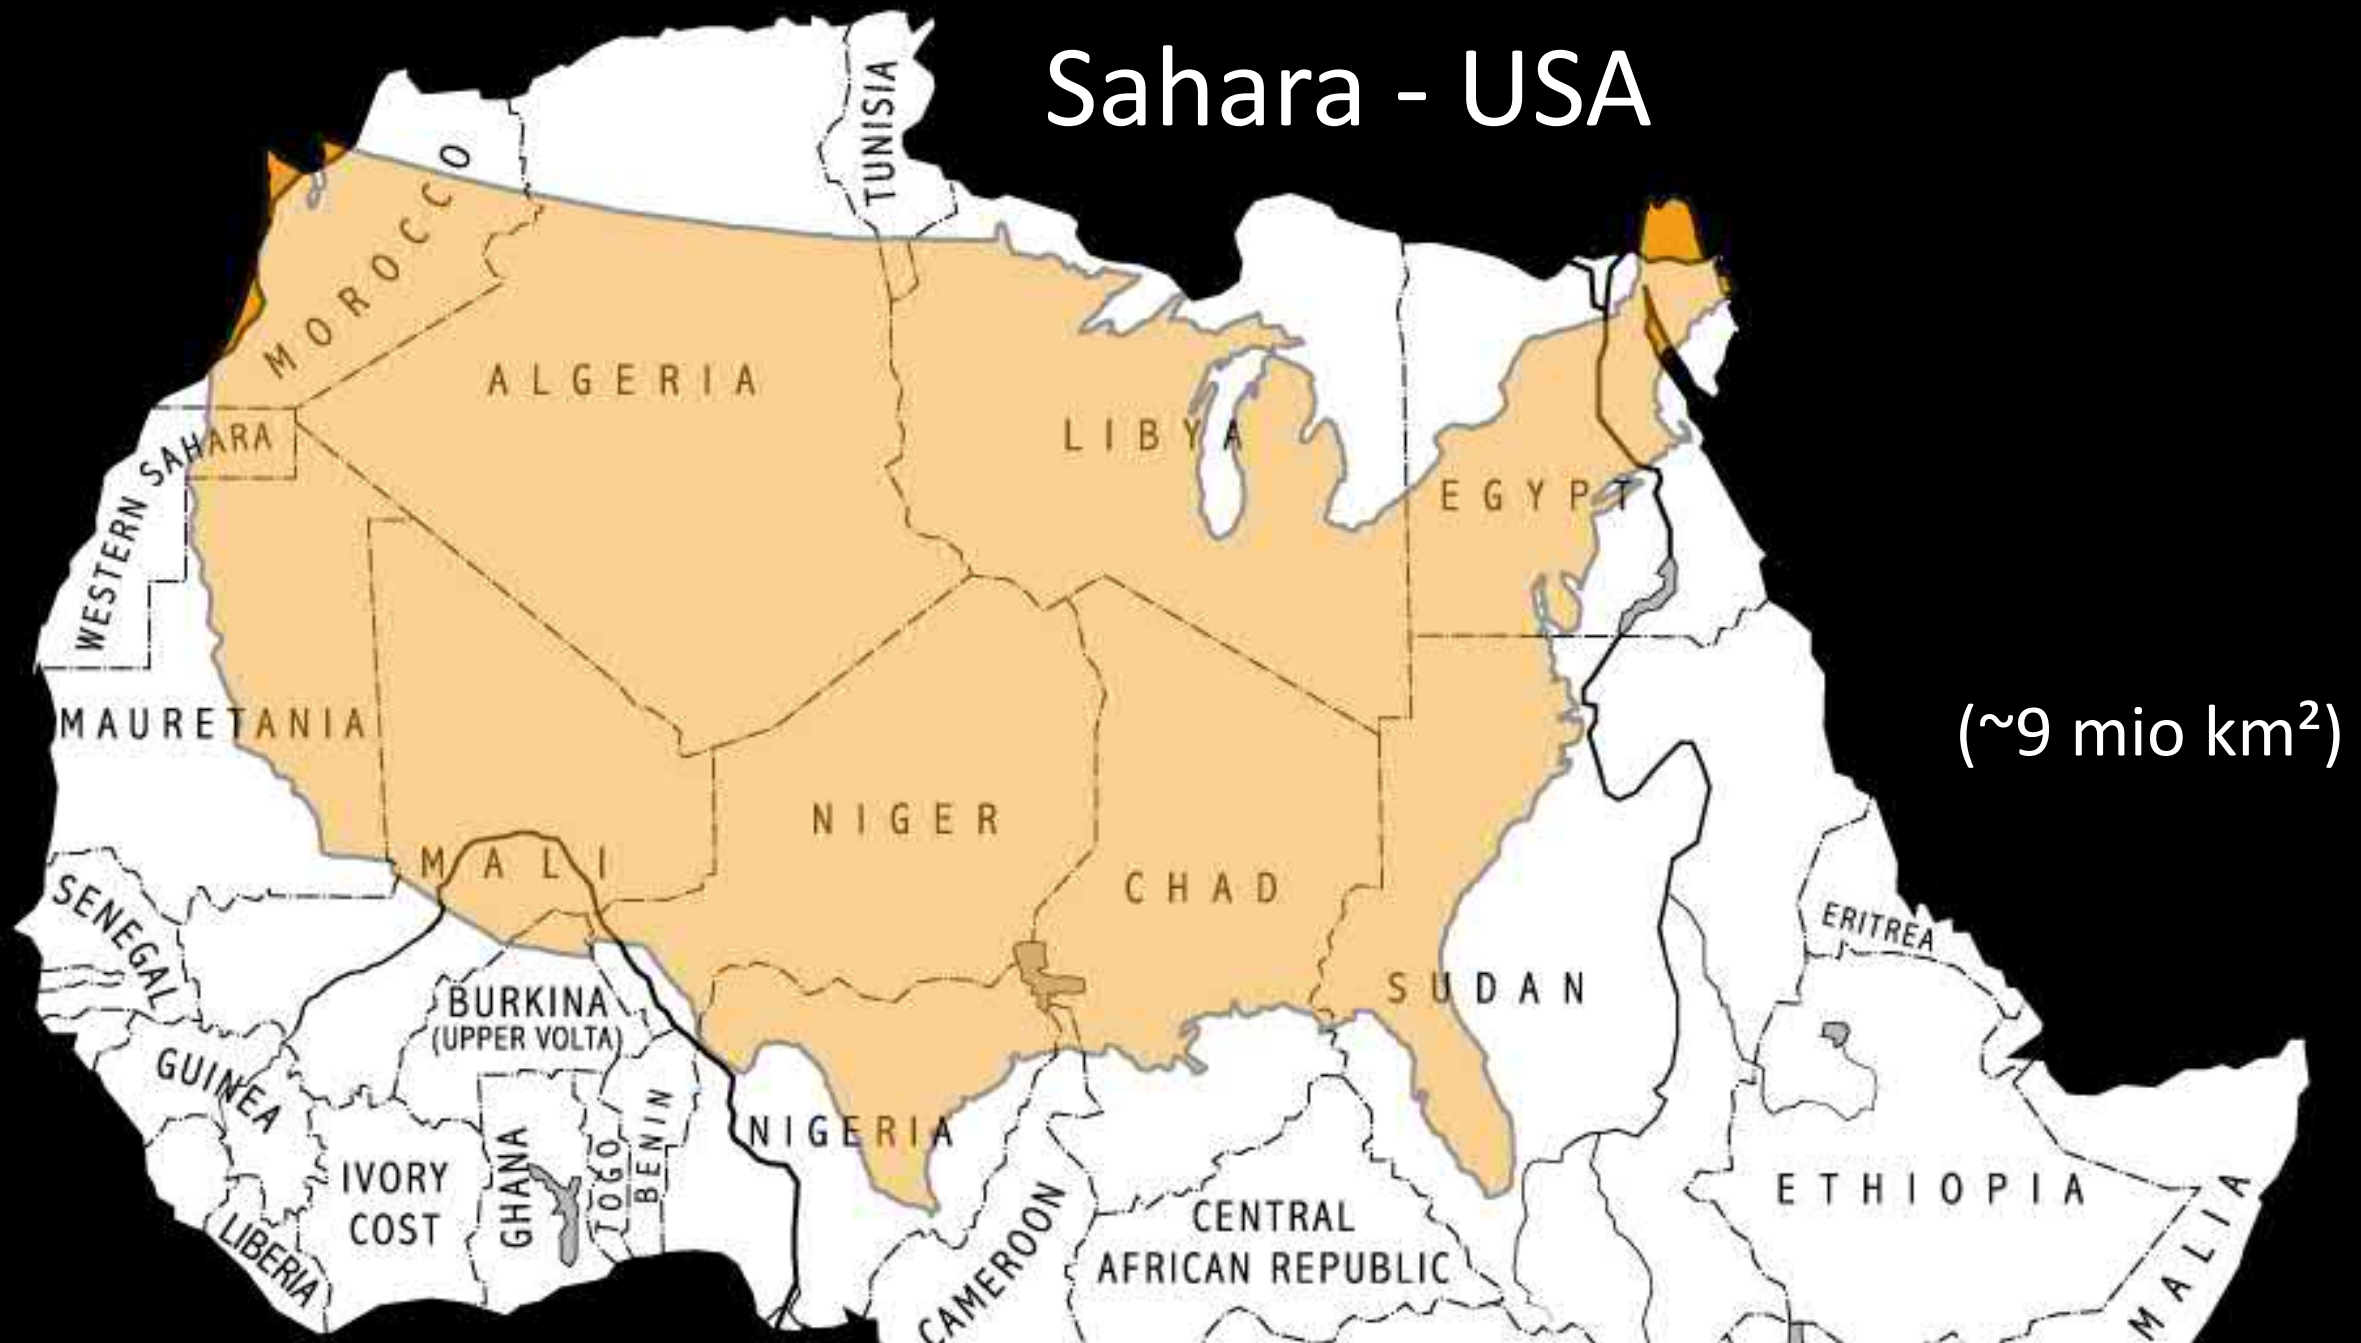 Sahara - USA
TUNISIA
MOROCCO
ALGERIA
LIBYA
EGYPT
WESTERN SAHARA
MAURETANIA
(~9 mio km²)
NIGER
MALI
CHAD
SENEGAL
ERITREA
SUDAN
BURKINA
(UPPER VOLTA)
GUINEA
NIGERIA
GHANA
TOGO
BENIN
IVORY
COST
LIBERIA
CAMEROON
CENTRAL
AFRICAN REPUBLIC
ETHIOPIA
MALIA